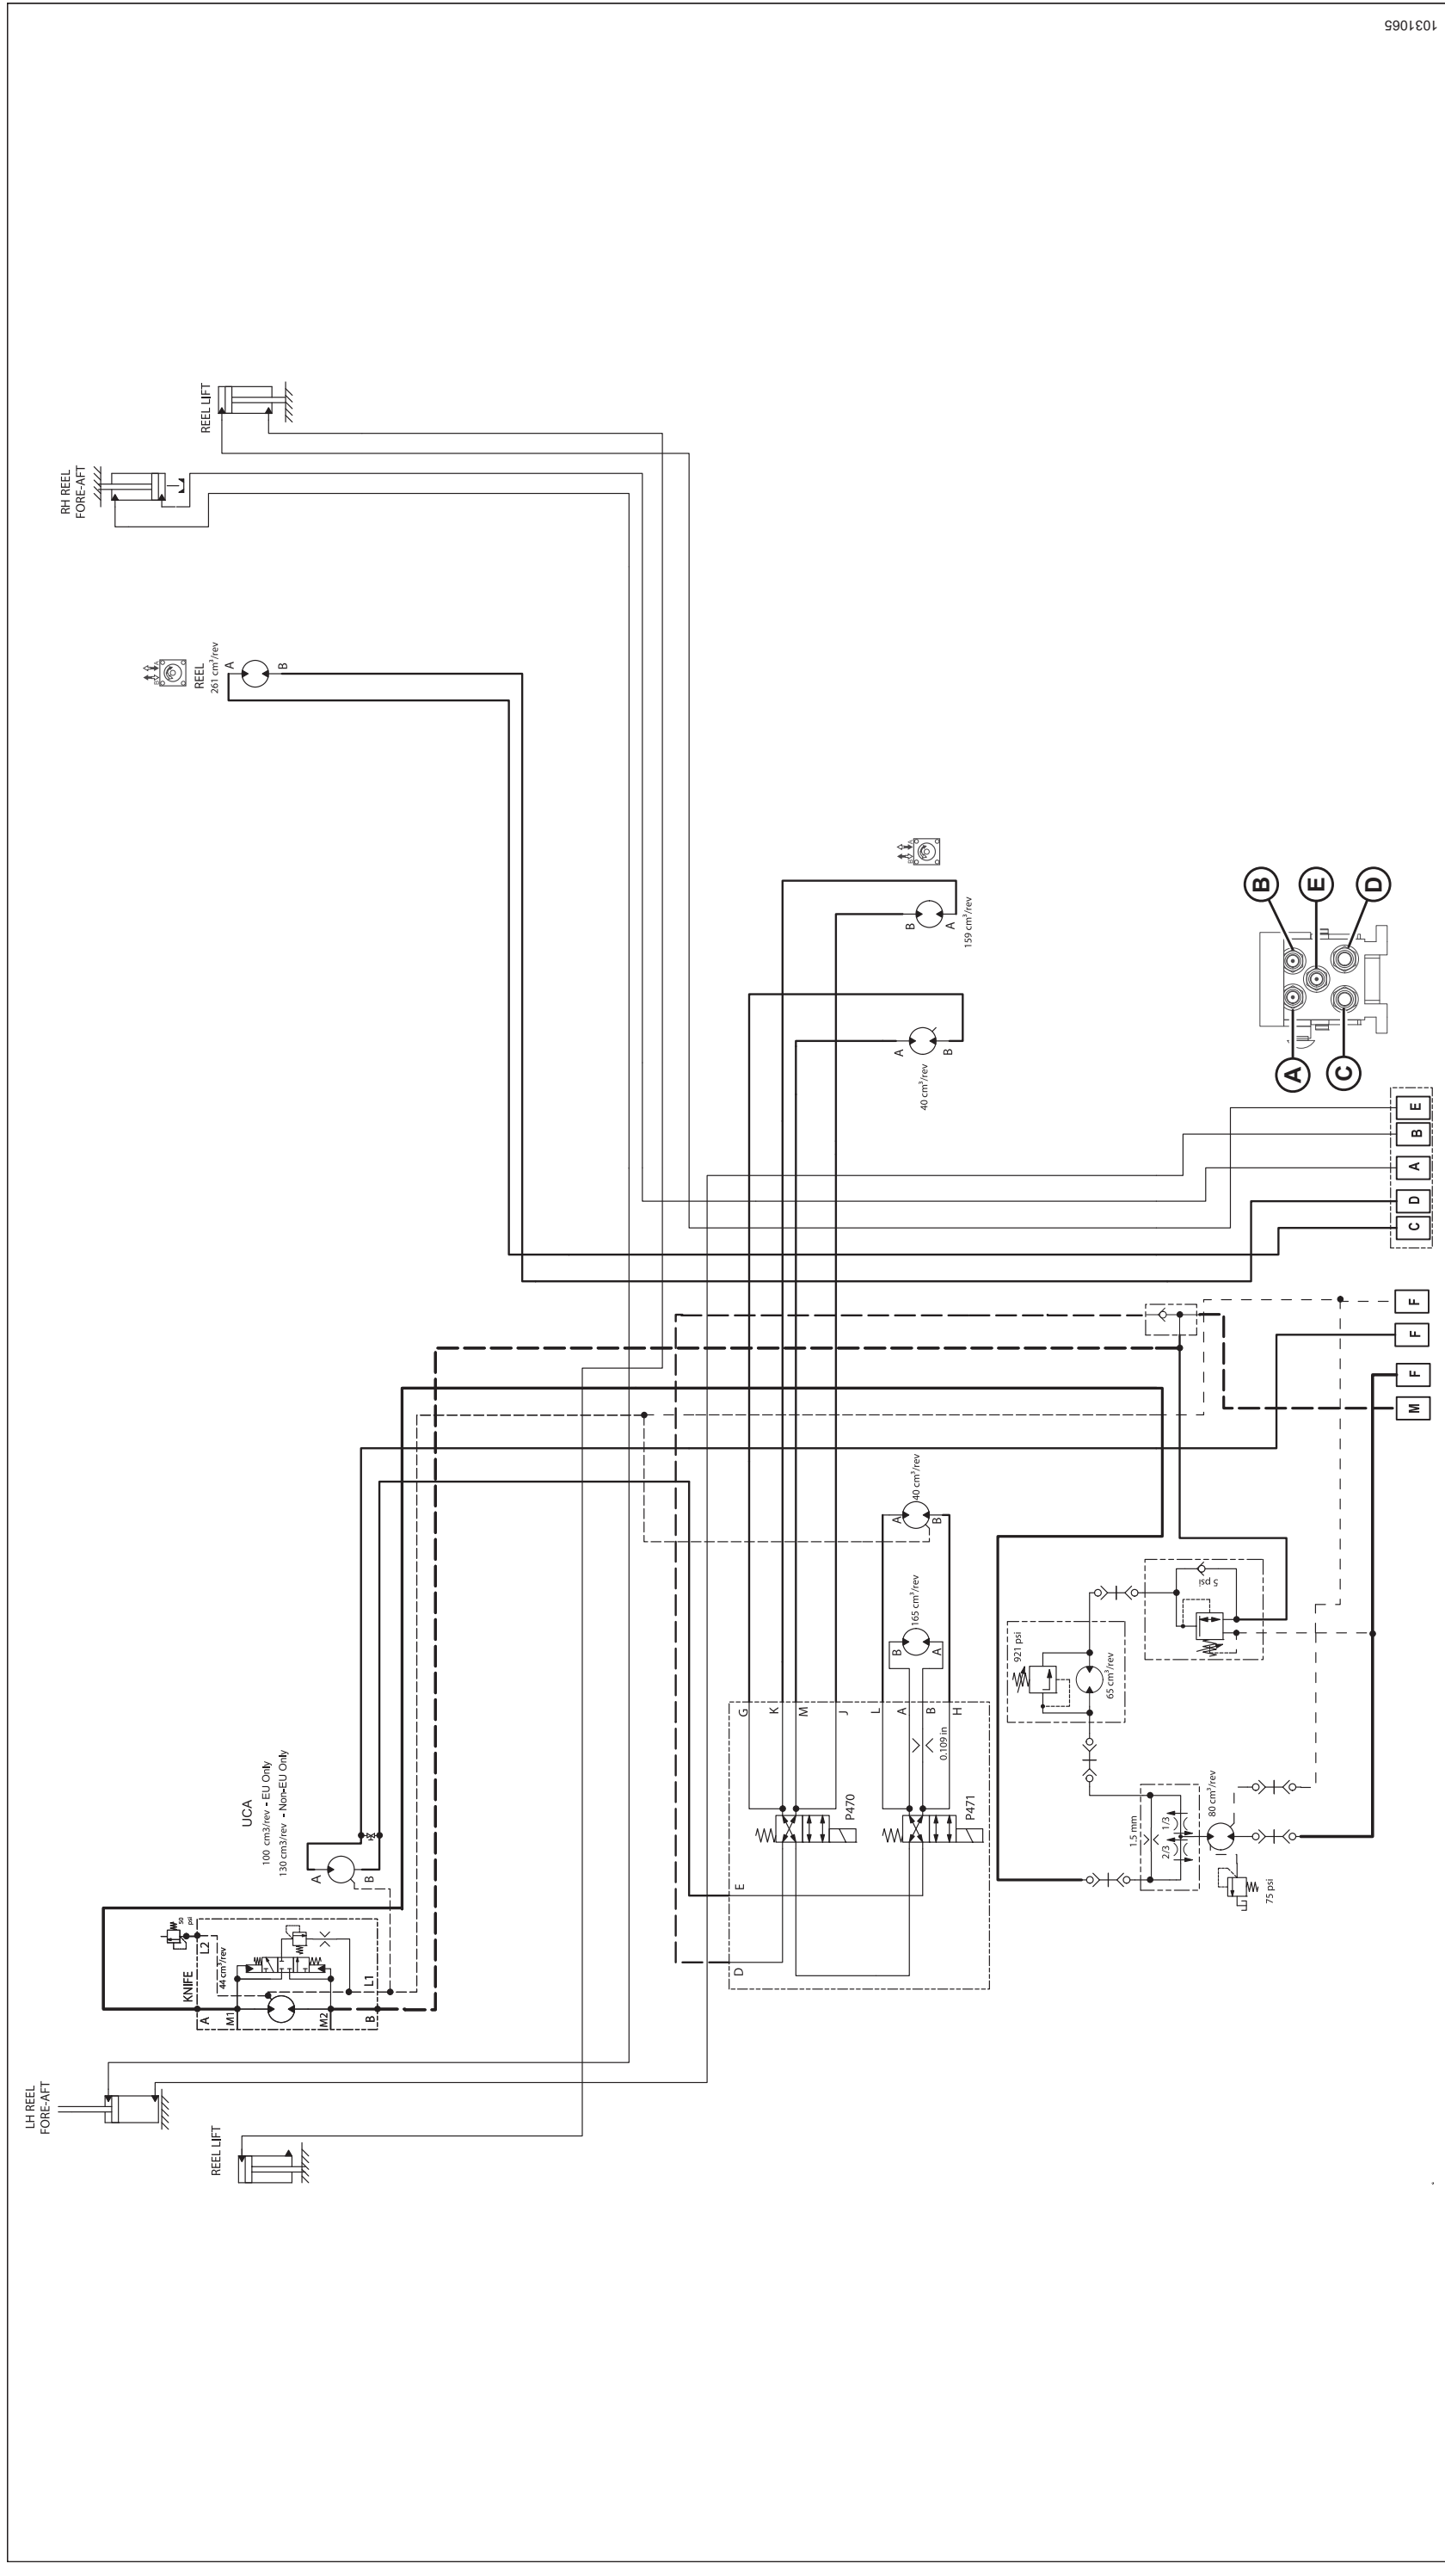 1031065
LH REEL
FORE-AFT
REEL LIFT
KNIFE
50
psi
L2
44 cm³/rev
A
M1
M2
B
L1
UCA
100 cm3/rev - EU Only
130 cm3/rev - Non-EU Only
A
B
REEL
261 cm³/rev
A
B
RH REEL
FORE-AFT
REEL LIFT
D
E
P470
P471
G
K
M
J
L
A
B
H
0.109 in
165 cm³/rev
B
A
40 cm³/rev
A
B
40 cm³/rev
A
B
159 cm³/rev
B
A
921 psi
65 cm³/rev
5 psi
1.5 mm
2/3
1/3
80 cm³/rev
75 psi
M
F
F
F
C
D
A
B
E
A
C
B
E
D